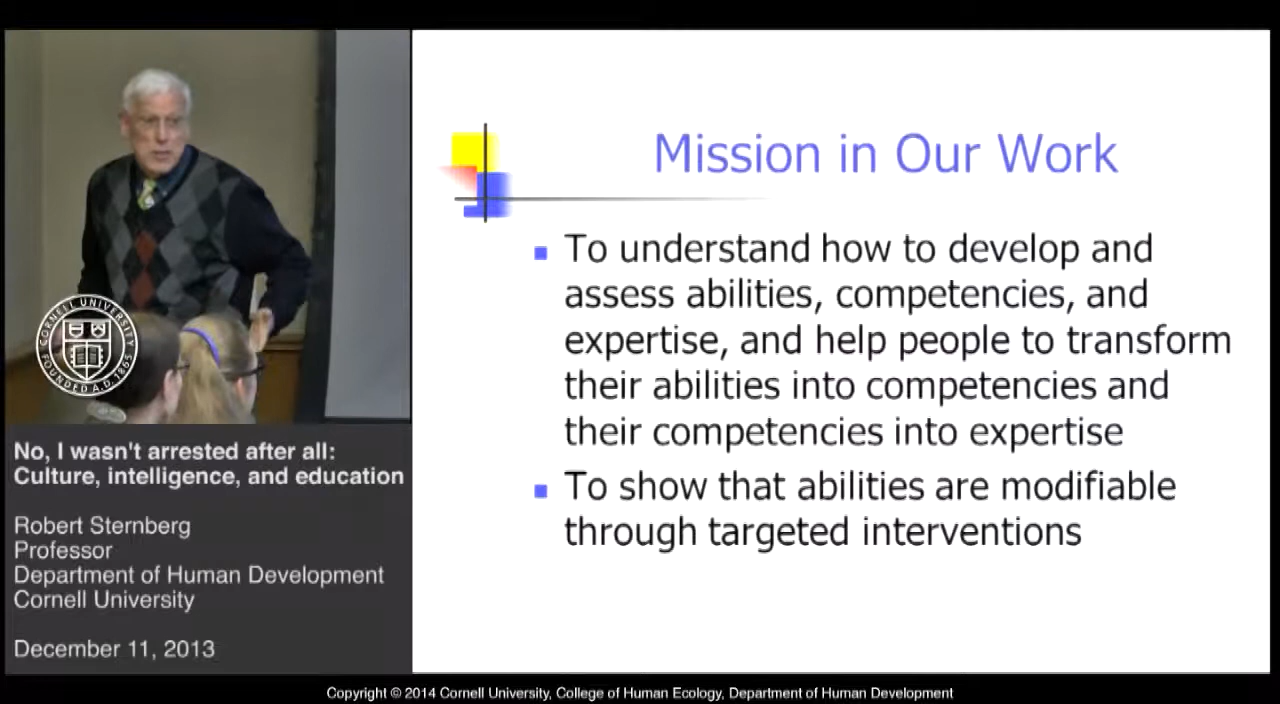 Mission in Our Work
To understand how to develop and
assess abilities, competencies, and
expertise, and help people to transform
their abilities into competencies and
their competencies into expertise
To show that abilities are modifiable
through targeted interventions
CORNELL UNIVERSITY
FOUNDED A.D. 1865
No, I wasn't arrested after all:
Culture, intelligence, and education
Robert Sternberg
Professor
Department of Human Development
Cornell University
December 11, 2013
Copyright © 2014 Cornell University, College of Human Ecology, Department of Human Development